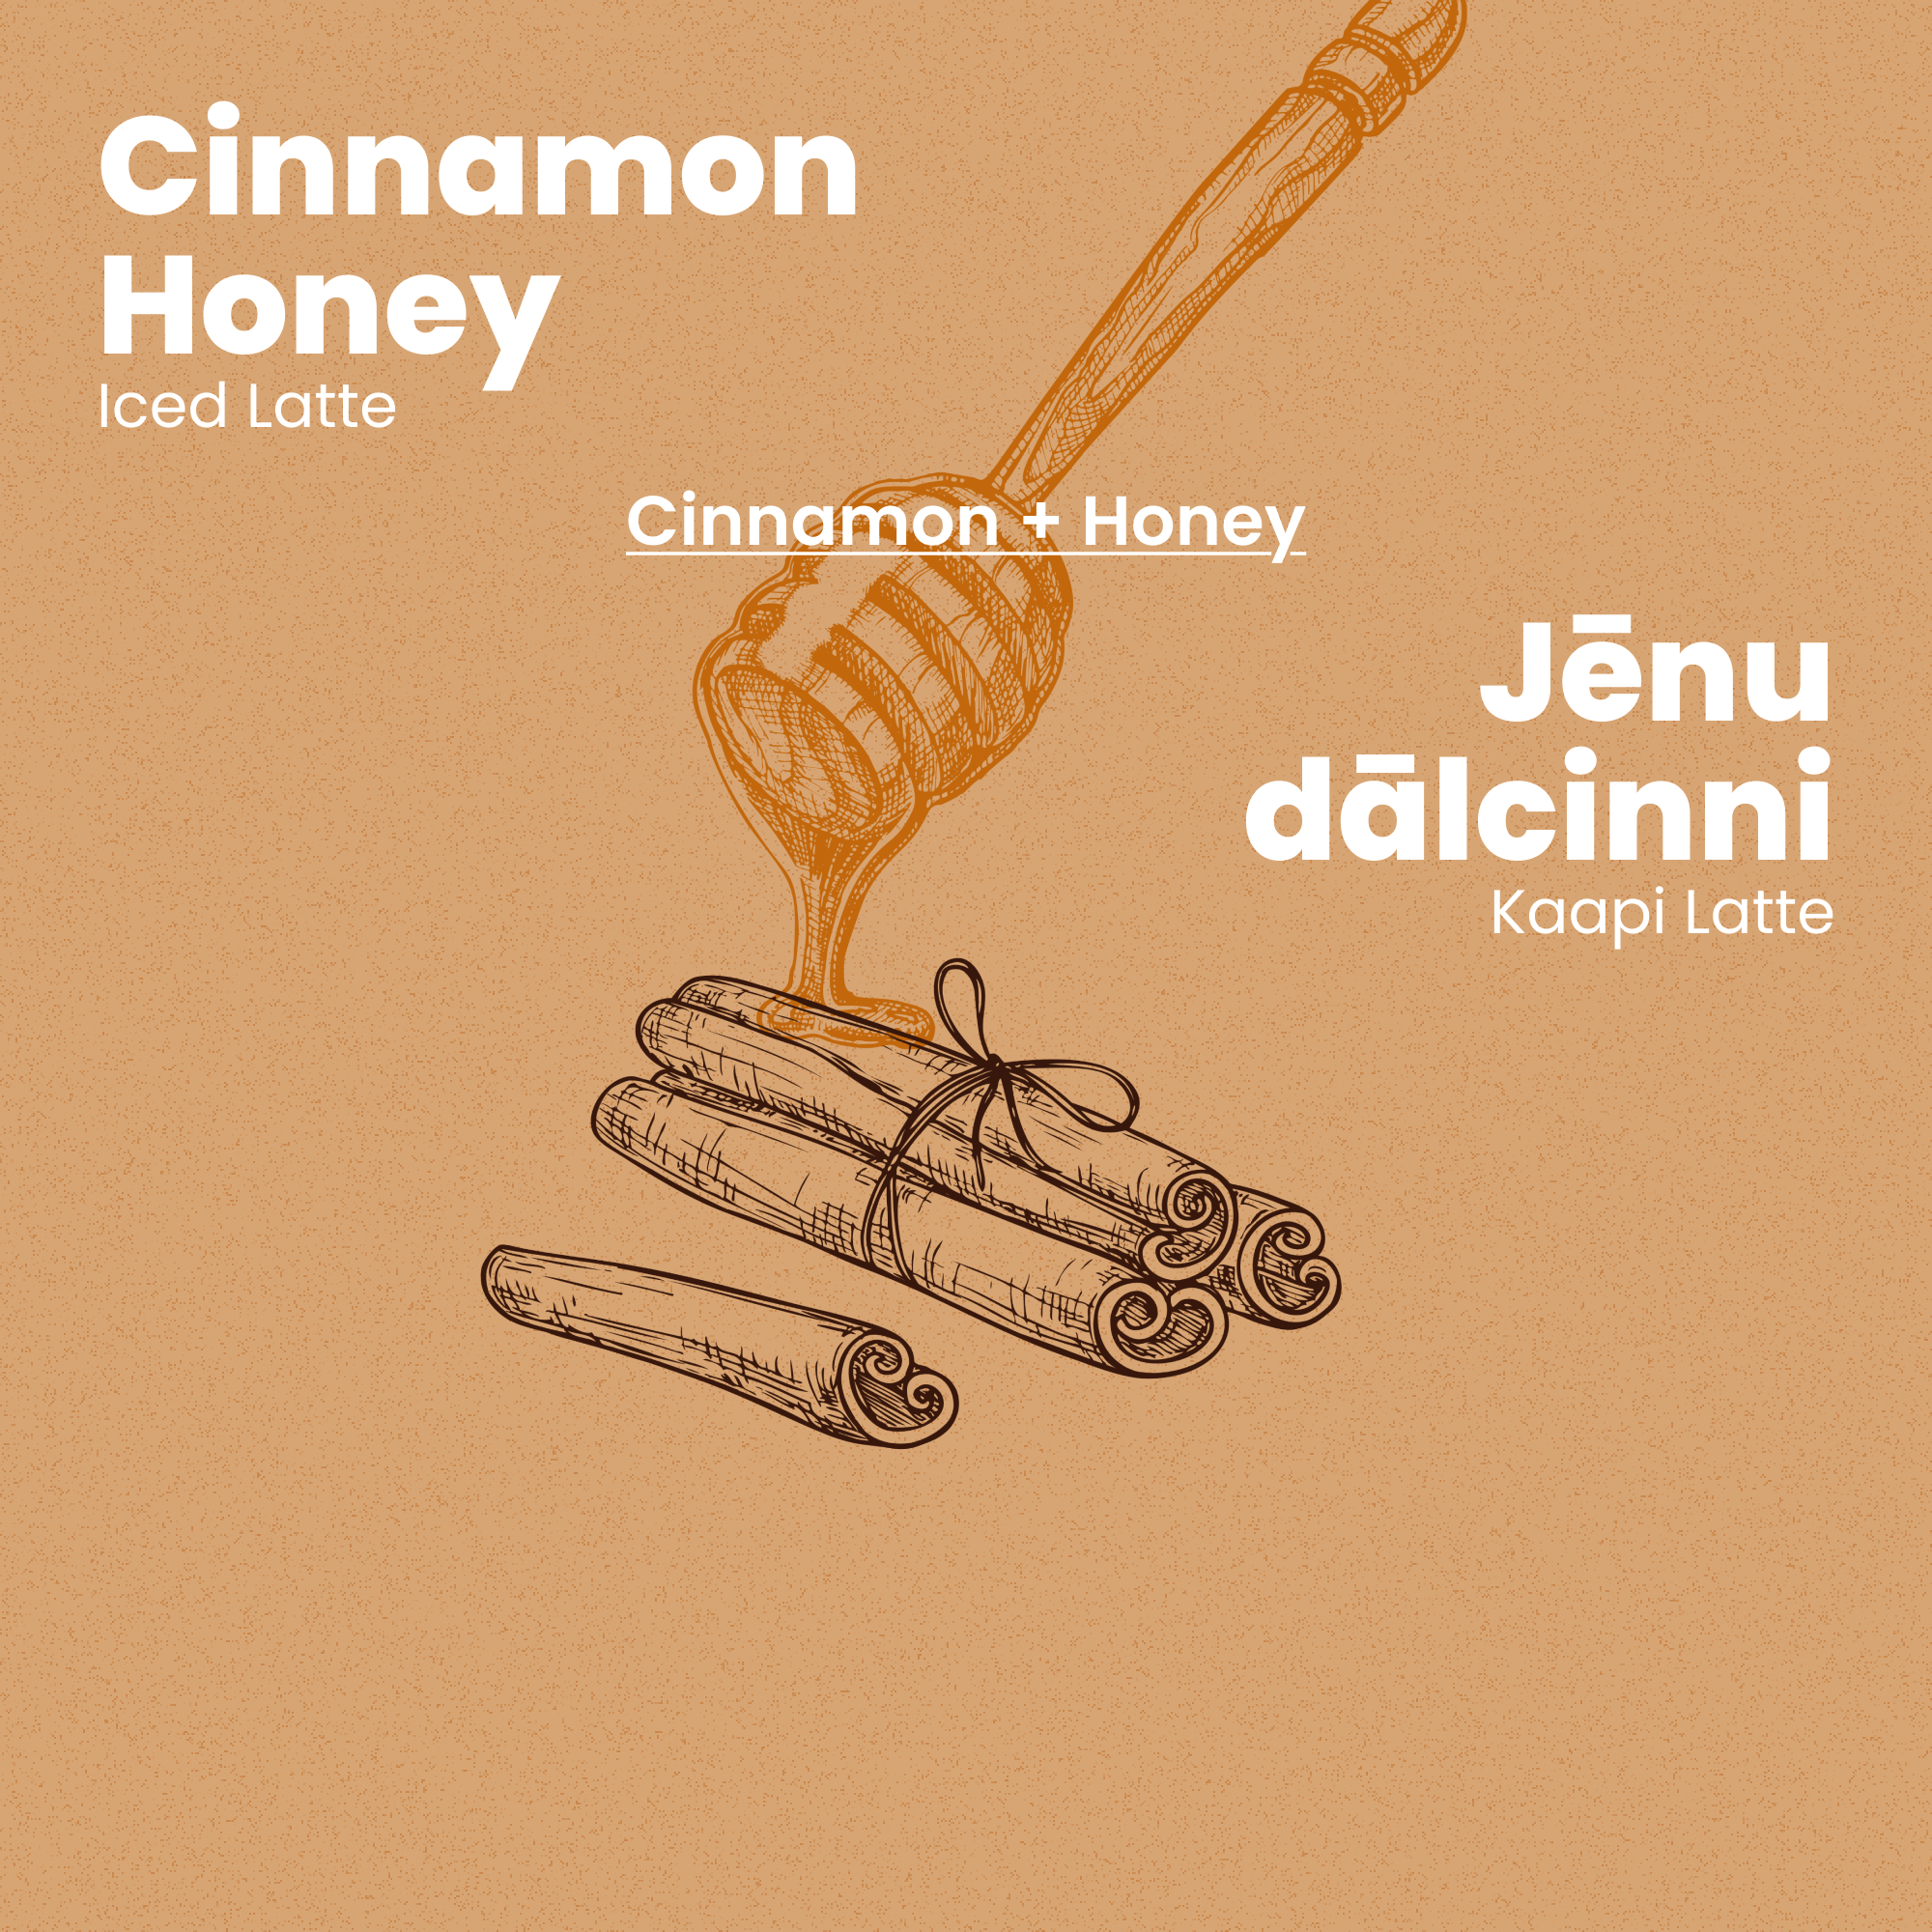 Cinnamon
Honey
Iced Latte
Cinnamon + Honey
Jēnu
dālcinni
Kaapi Latte